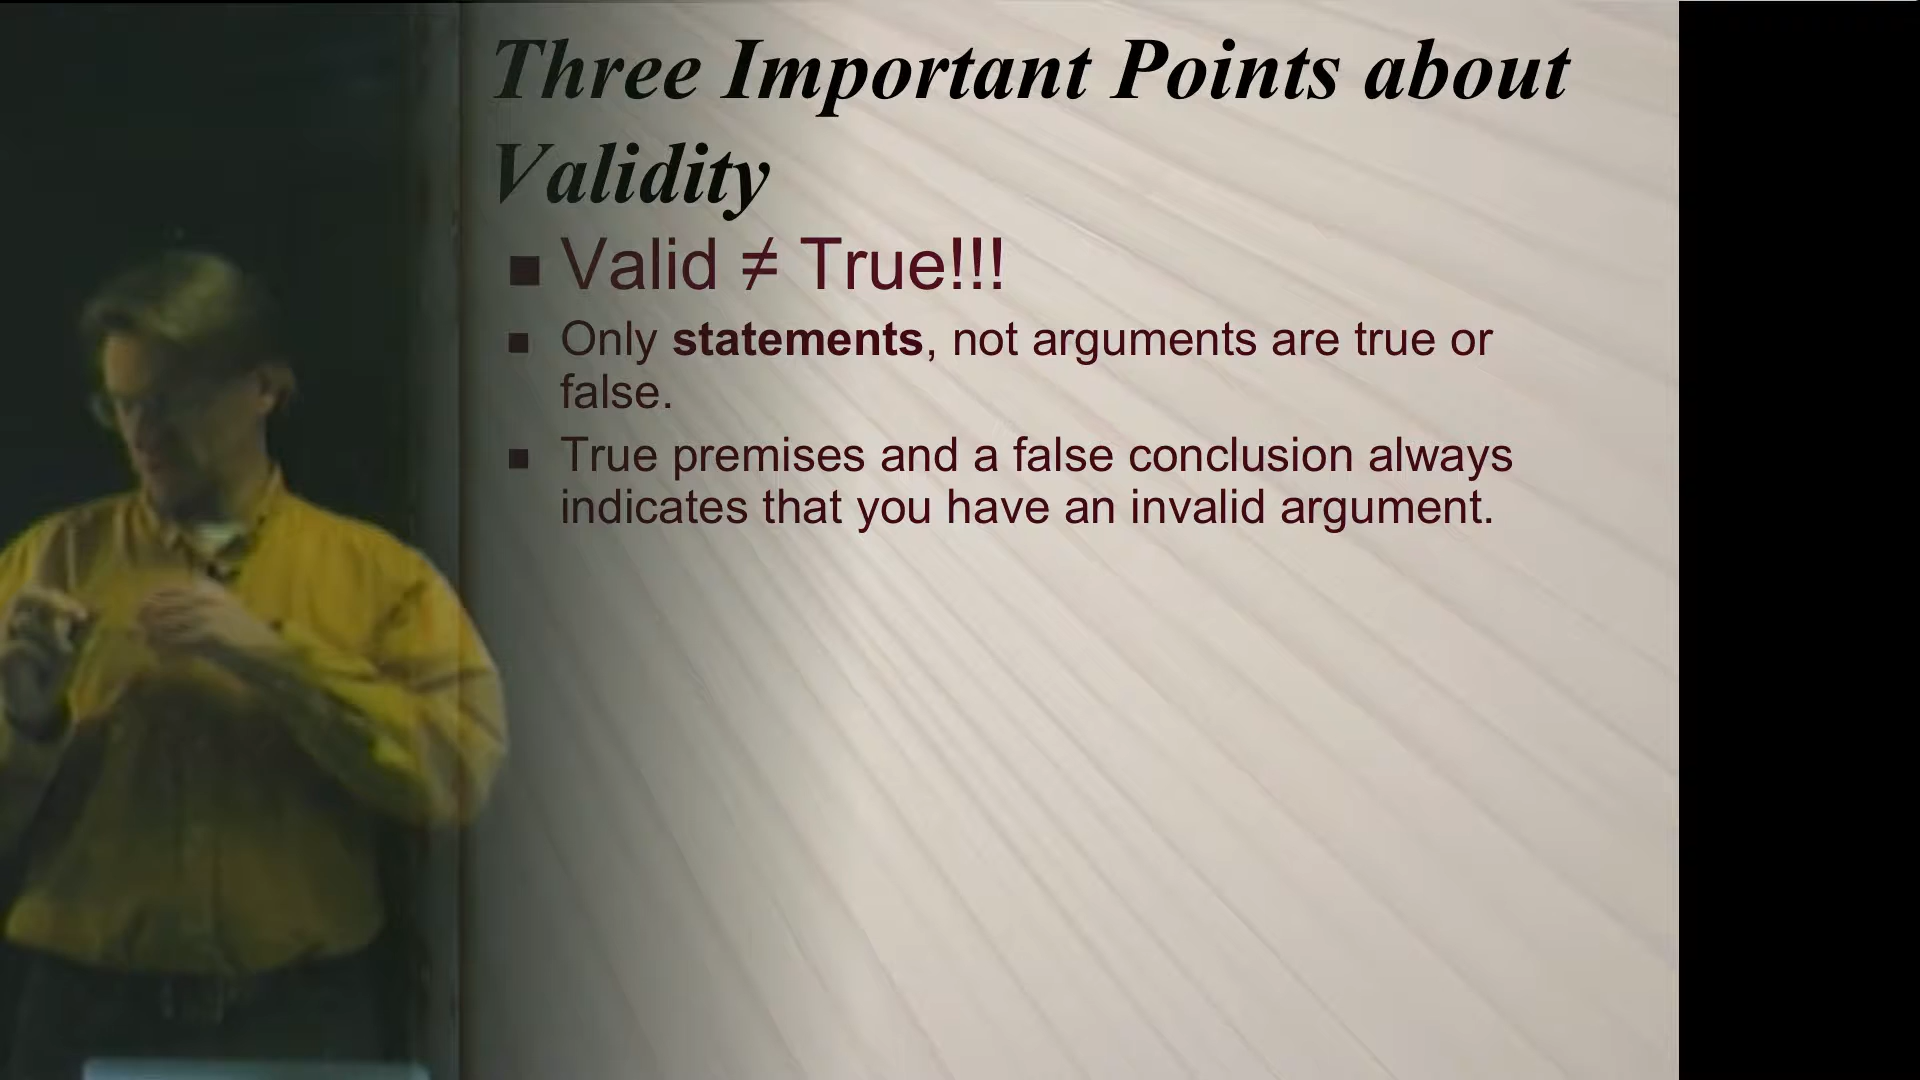 Three Important Points about
Validity
Valid ≠ True!!!
Only statements, not arguments are true or
false.
True premises and a false conclusion always
indicates that you have an invalid argument.